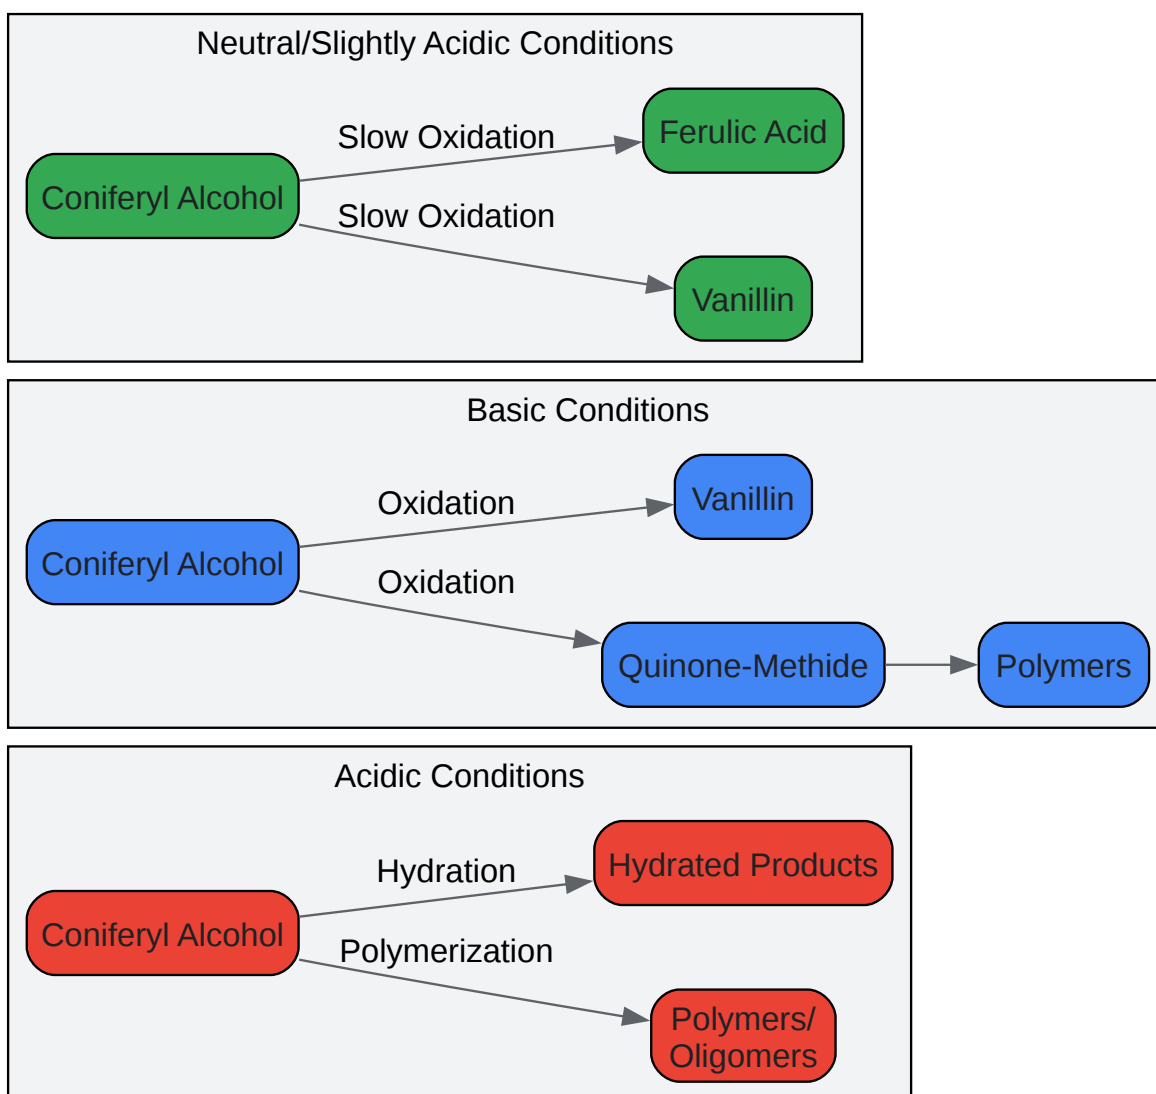 Neutral/Slightly Acidic Conditions
Coniferyl Alcohol
Slow Oxidation
Ferulic Acid
Slow Oxidation
Vanillin
Basic Conditions
Coniferyl Alcohol
Oxidation
Vanillin
Oxidation
Quinone-Methide
Polymers
Acidic Conditions
Coniferyl Alcohol
Hydration
Hydrated Products
Polymerization
Polymers/
Oligomers